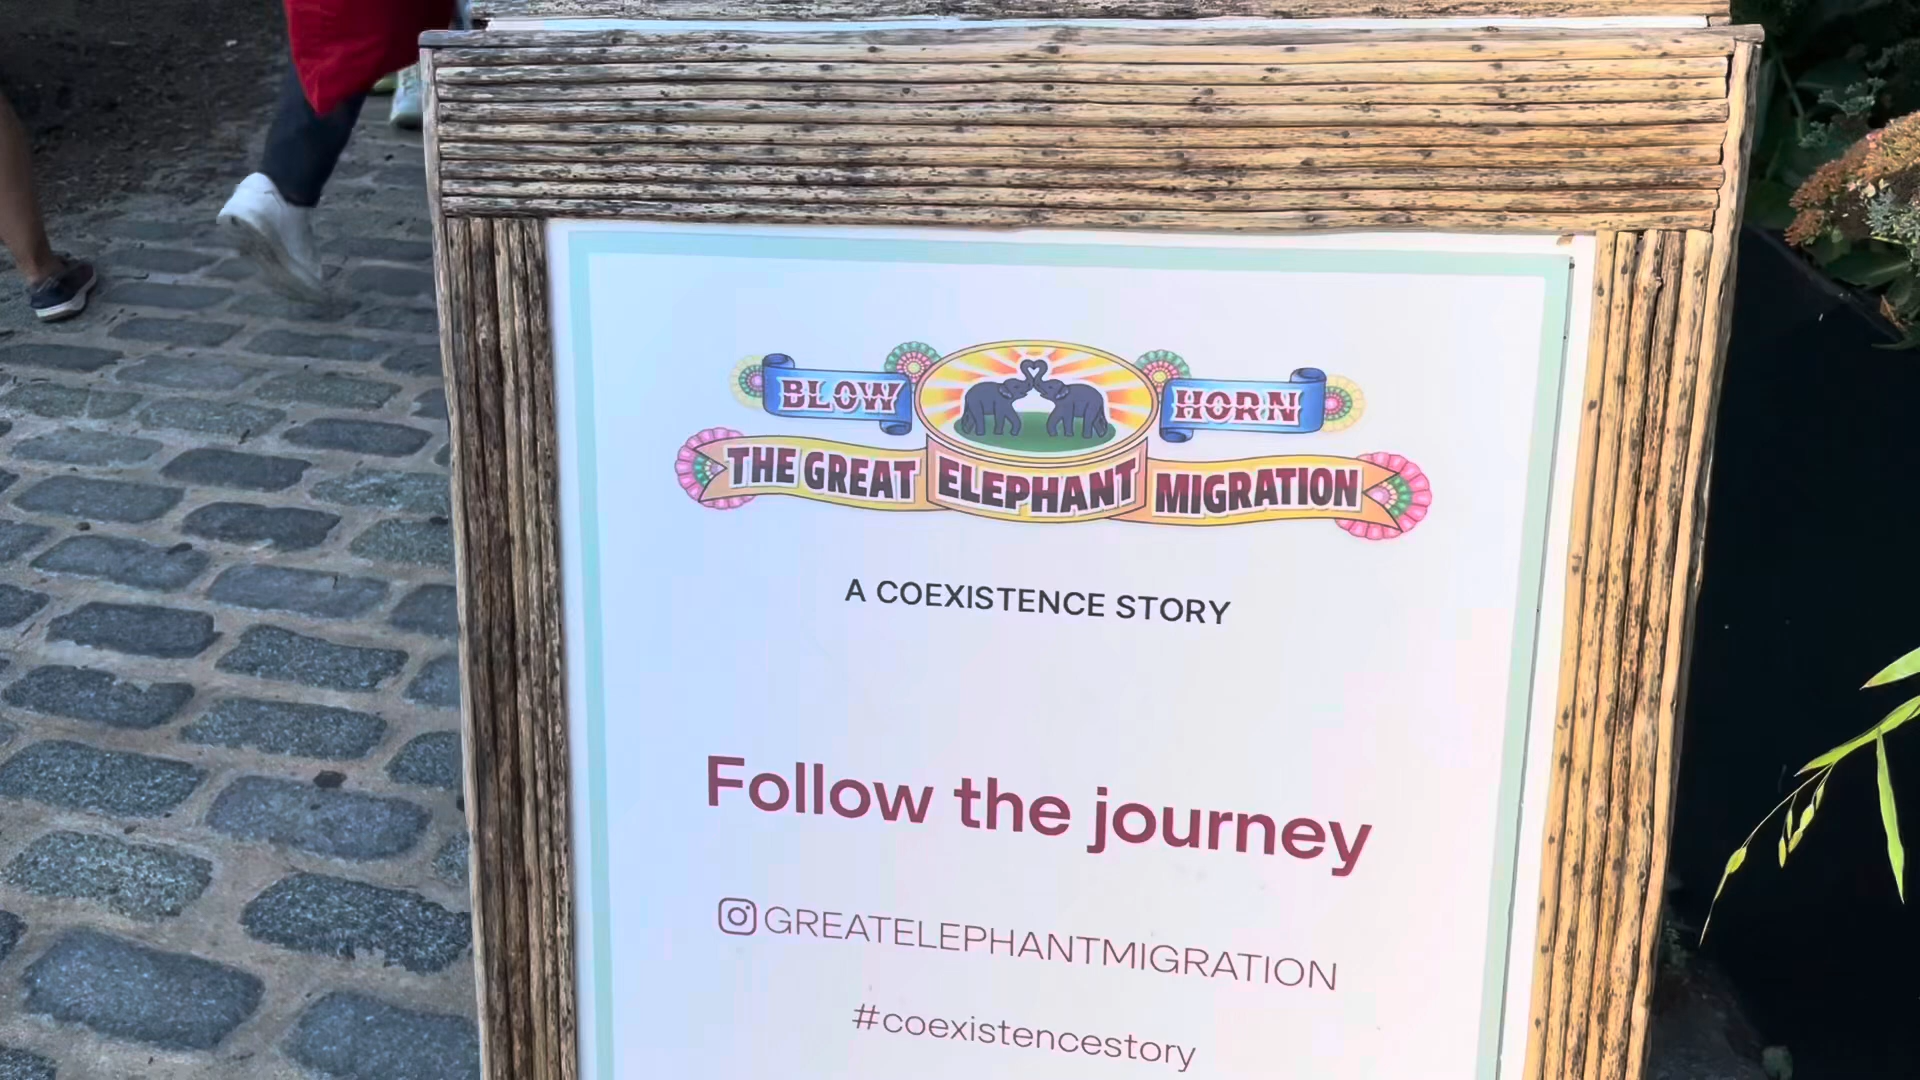 BLOW HORN
THE GREAT ELEPHANT MIGRATION
A COEXISTENCE STORY
Follow the journey
GREATELEPHANTMIGRATION
#coexistencestory